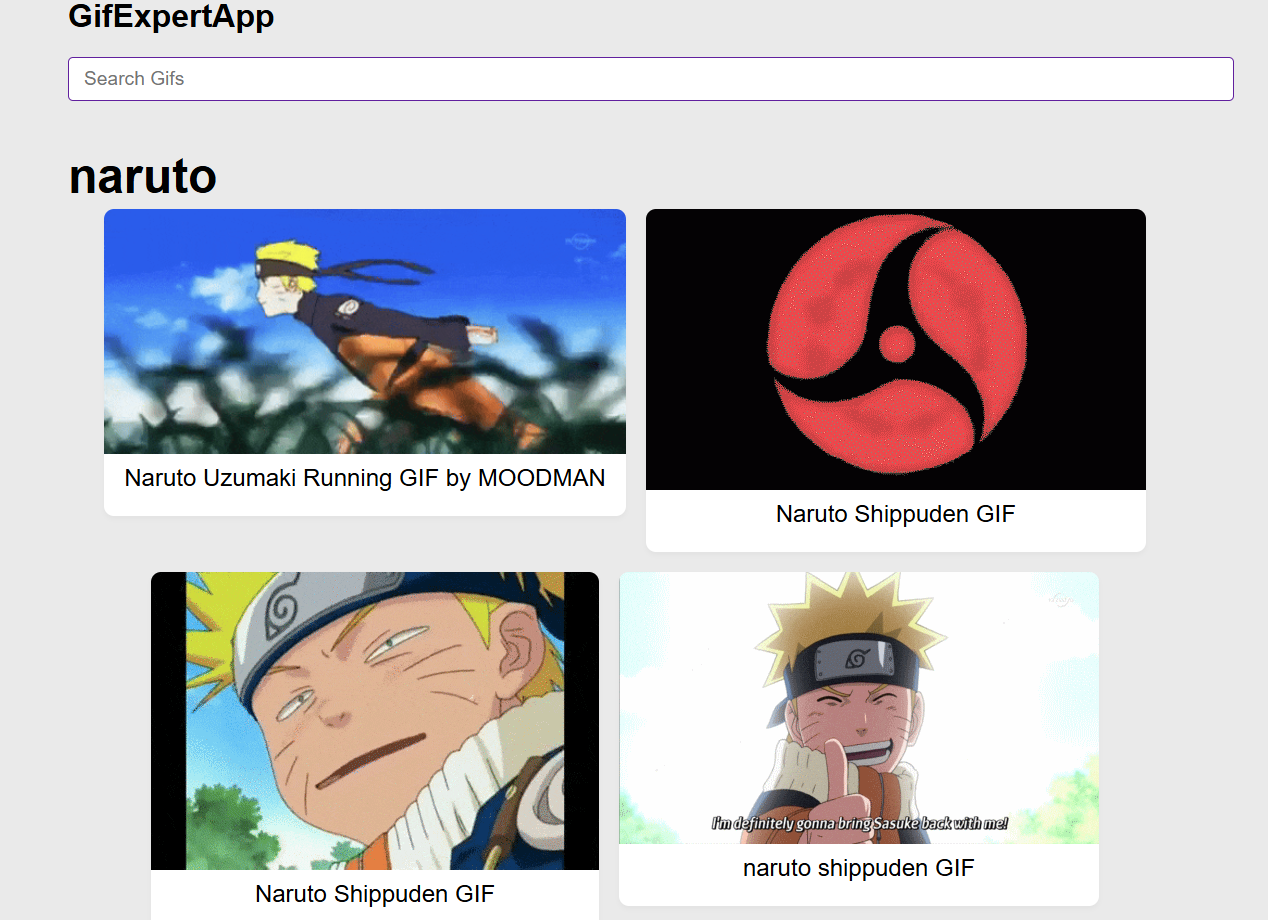 GifExpertApp
Search Gifs
naruto
Naruto Uzumaki Running GIF by MOODMAN
Naruto Shippuden GIF
I'm definitely gonna bring Sasuke back with me!
Naruto Shippuden GIF
naruto shippuden GIF